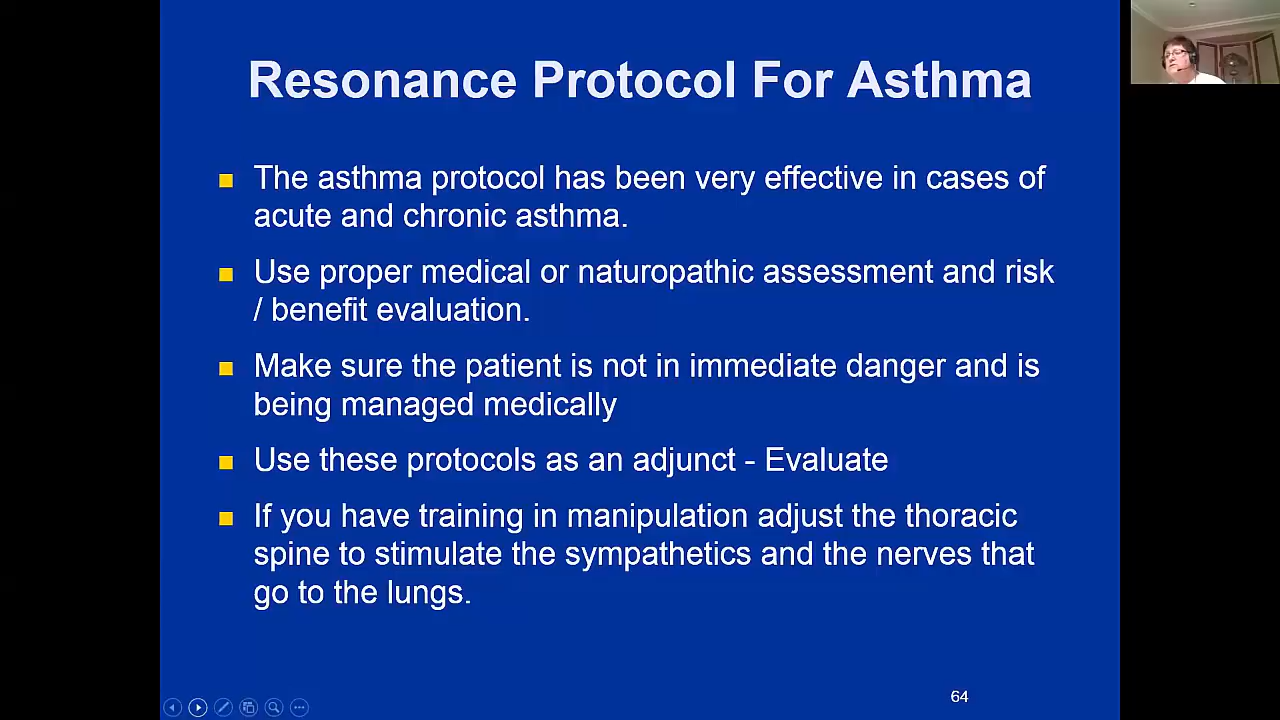 Resonance Protocol For Asthma
The asthma protocol has been very effective in cases of
acute and chronic asthma.
Use proper medical or naturopathic assessment and risk
/ benefit evaluation.
Make sure the patient is not in immediate danger and is
being managed medically
Use these protocols as an adjunct - Evaluate
If you have training in manipulation adjust the thoracic
spine to stimulate the sympathetics and the nerves that
go to the lungs.
64